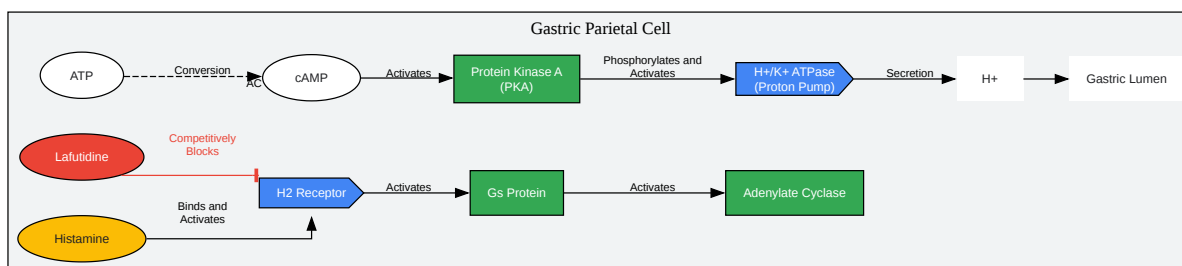 Gastric Parietal Cell
ATP
Conversion
AC
cAMP
Activates
Protein Kinase A
(PKA)
Phosphorylates and
Activates
H+/K+ ATPase
(Proton Pump)
Secretion
H+
Gastric Lumen
Lafutidine
Competitively
Blocks
H2 Receptor
Activates
Gs Protein
Activates
Adenylate Cyclase
Binds and
Activates
Histamine